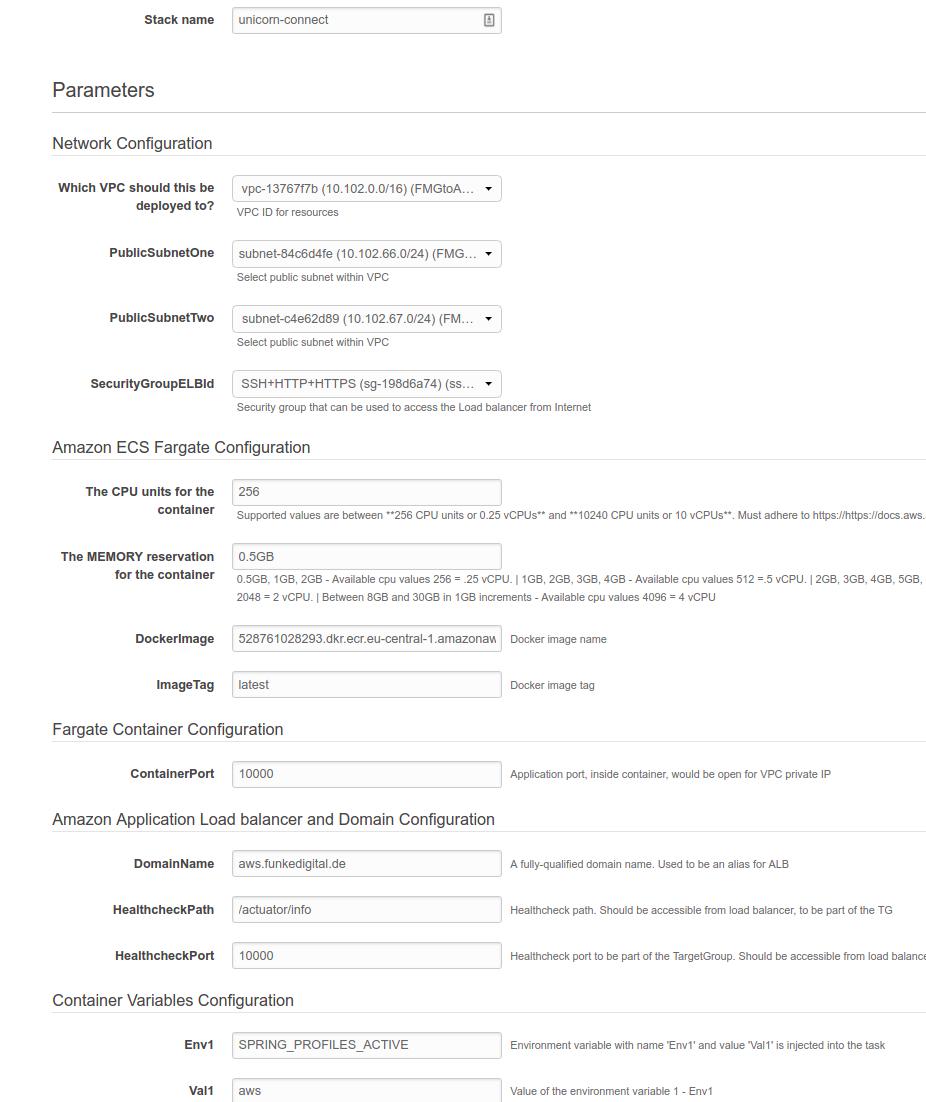 Stack name unicorn-connect
Parameters
Network Configuration
Which VPC should this be
deployed to?
vpc-13767f7b (10.102.0.0/16) (FMGtoA...
VPC ID for resources
PublicSubnetOne subnet-84c6d4fe (10.102.66.0/24) (FMG...
Select public subnet within VPC
PublicSubnetTwo subnet-c4e62d89 (10.102.67.0/24) (FM...
Select public subnet within VPC
SecurityGroupELBId SSH+HTTP+HTTPS (sg-198d6a74) (ss...
Security group that can be used to access the Load balancer from Internet
Amazon ECS Fargate Configuration
The CPU units for the
container
256
Supported values are between **256 CPU units or 0.25 vCPUs** and **10240 CPU units or 10 vCPUs**. Must adhere to https://https://docs.aws.
The MEMORY reservation
for the container
0.5GB
0.5GB, 1GB, 2GB - Available cpu values 256 = .25 vCPU. | 1GB, 2GB, 3GB, 4GB - Available cpu values 512 =.5 vCPU. | 2GB, 3GB, 4GB, 5GB,
2048 = 2 vCPU. | Between 8GB and 30GB in 1GB increments - Available cpu values 4096 = 4 vCPU
DockerImage 528761028293.dkr.ecr.eu-central-1.amazonaw Docker image name
ImageTag latest Docker image tag
Fargate Container Configuration
ContainerPort 10000 Application port, inside container, would be open for VPC private IP
Amazon Application Load balancer and Domain Configuration
DomainName aws.funkedigital.de A fully-qualified domain name. Used to be an alias for ALB
HealthcheckPath /actuator/info Healthcheck path. Should be accessible from load balancer, to be part of the TG
HealthcheckPort 10000 Healthcheck port to be part of the TargetGroup. Should be accessible from load balance
Container Variables Configuration
Env1 SPRING_PROFILES_ACTIVE Environment variable with name 'Env1' and value 'Val1' is injected into the task
Val1 aws Value of the environment variable 1 - Env1